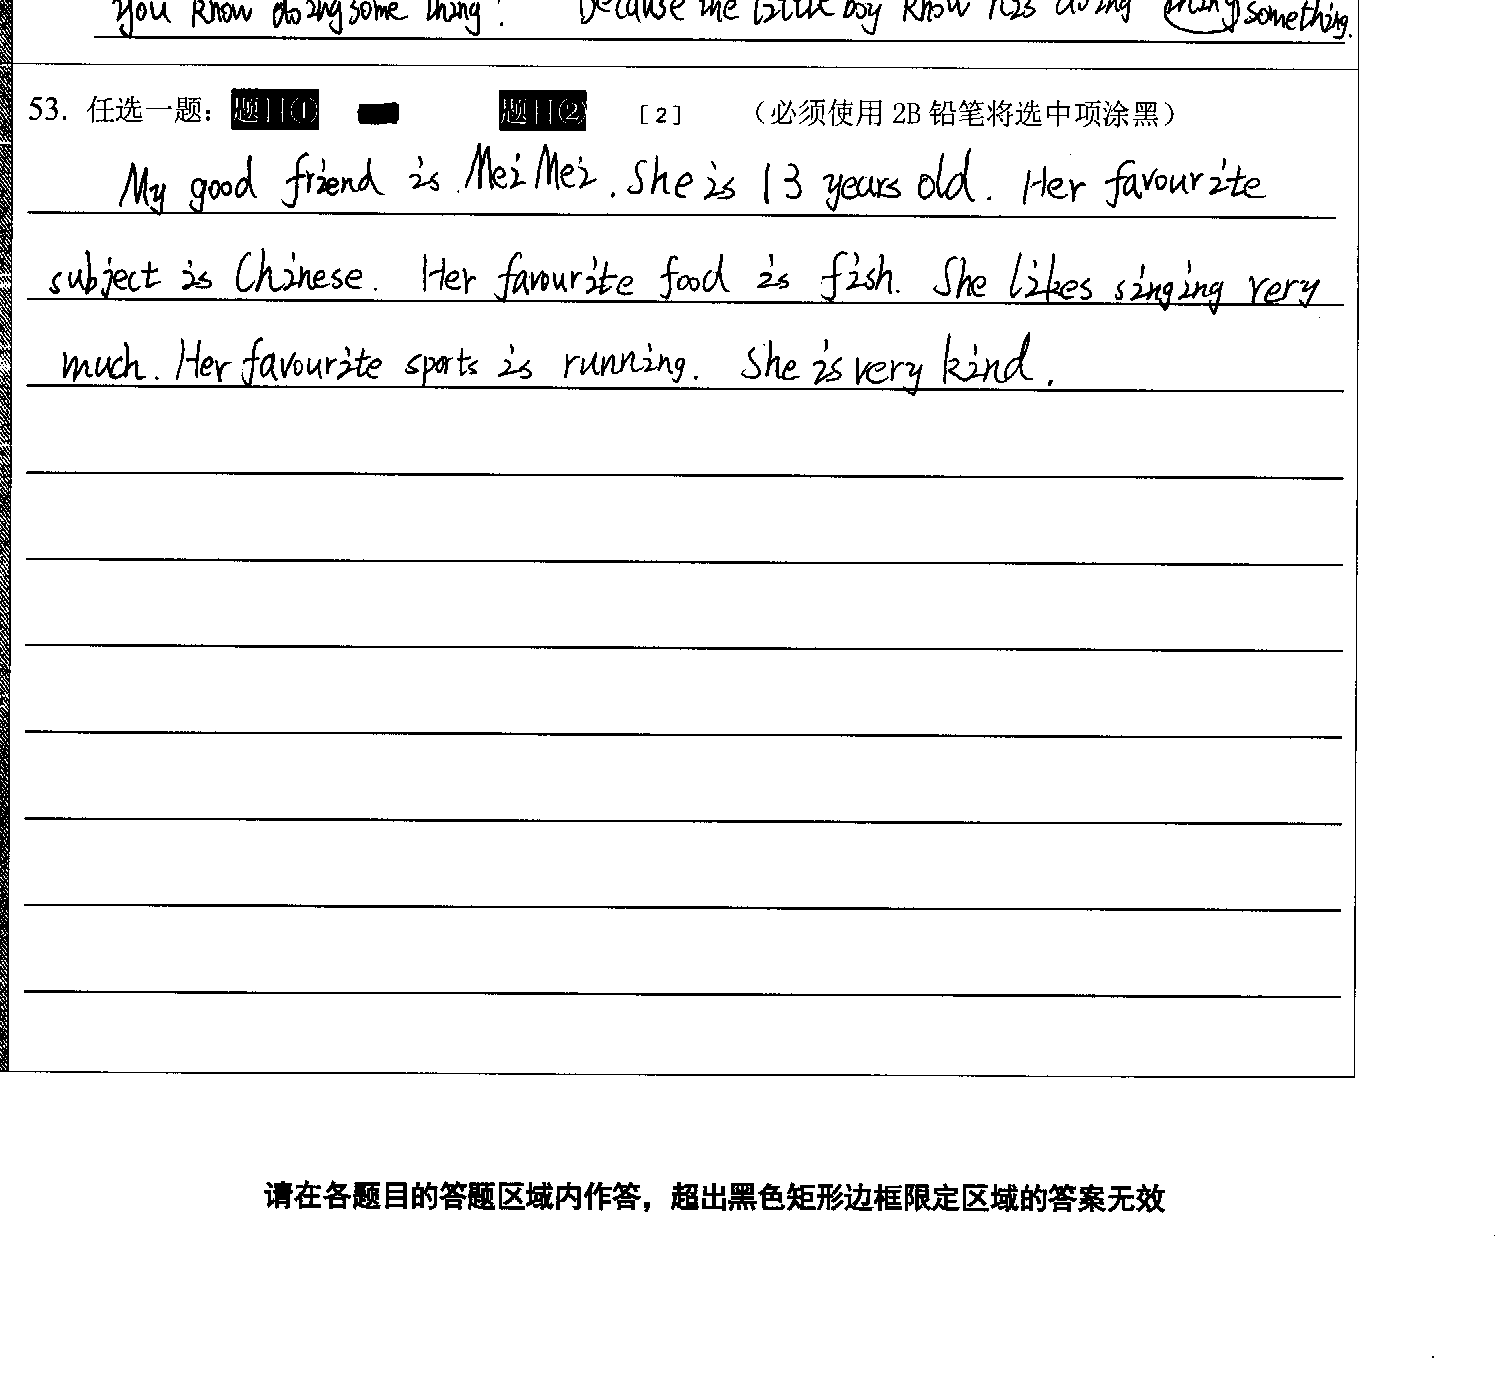 you know doing some thing? Because the little boy know his doing something.
53. 任选一题： 题目① 题目② [2] （必须使用 2B 铅笔将选中项涂黑）
My good friend is Mei Mei. She is 13 years old. Her favourite
subject is Chinese. Her favourite food is fish. She likes singing very
much. Her favourite sports is running. She is very kind.
请在各题目的答题区域内作答，超出黑色矩形边框限定区域的答案无效